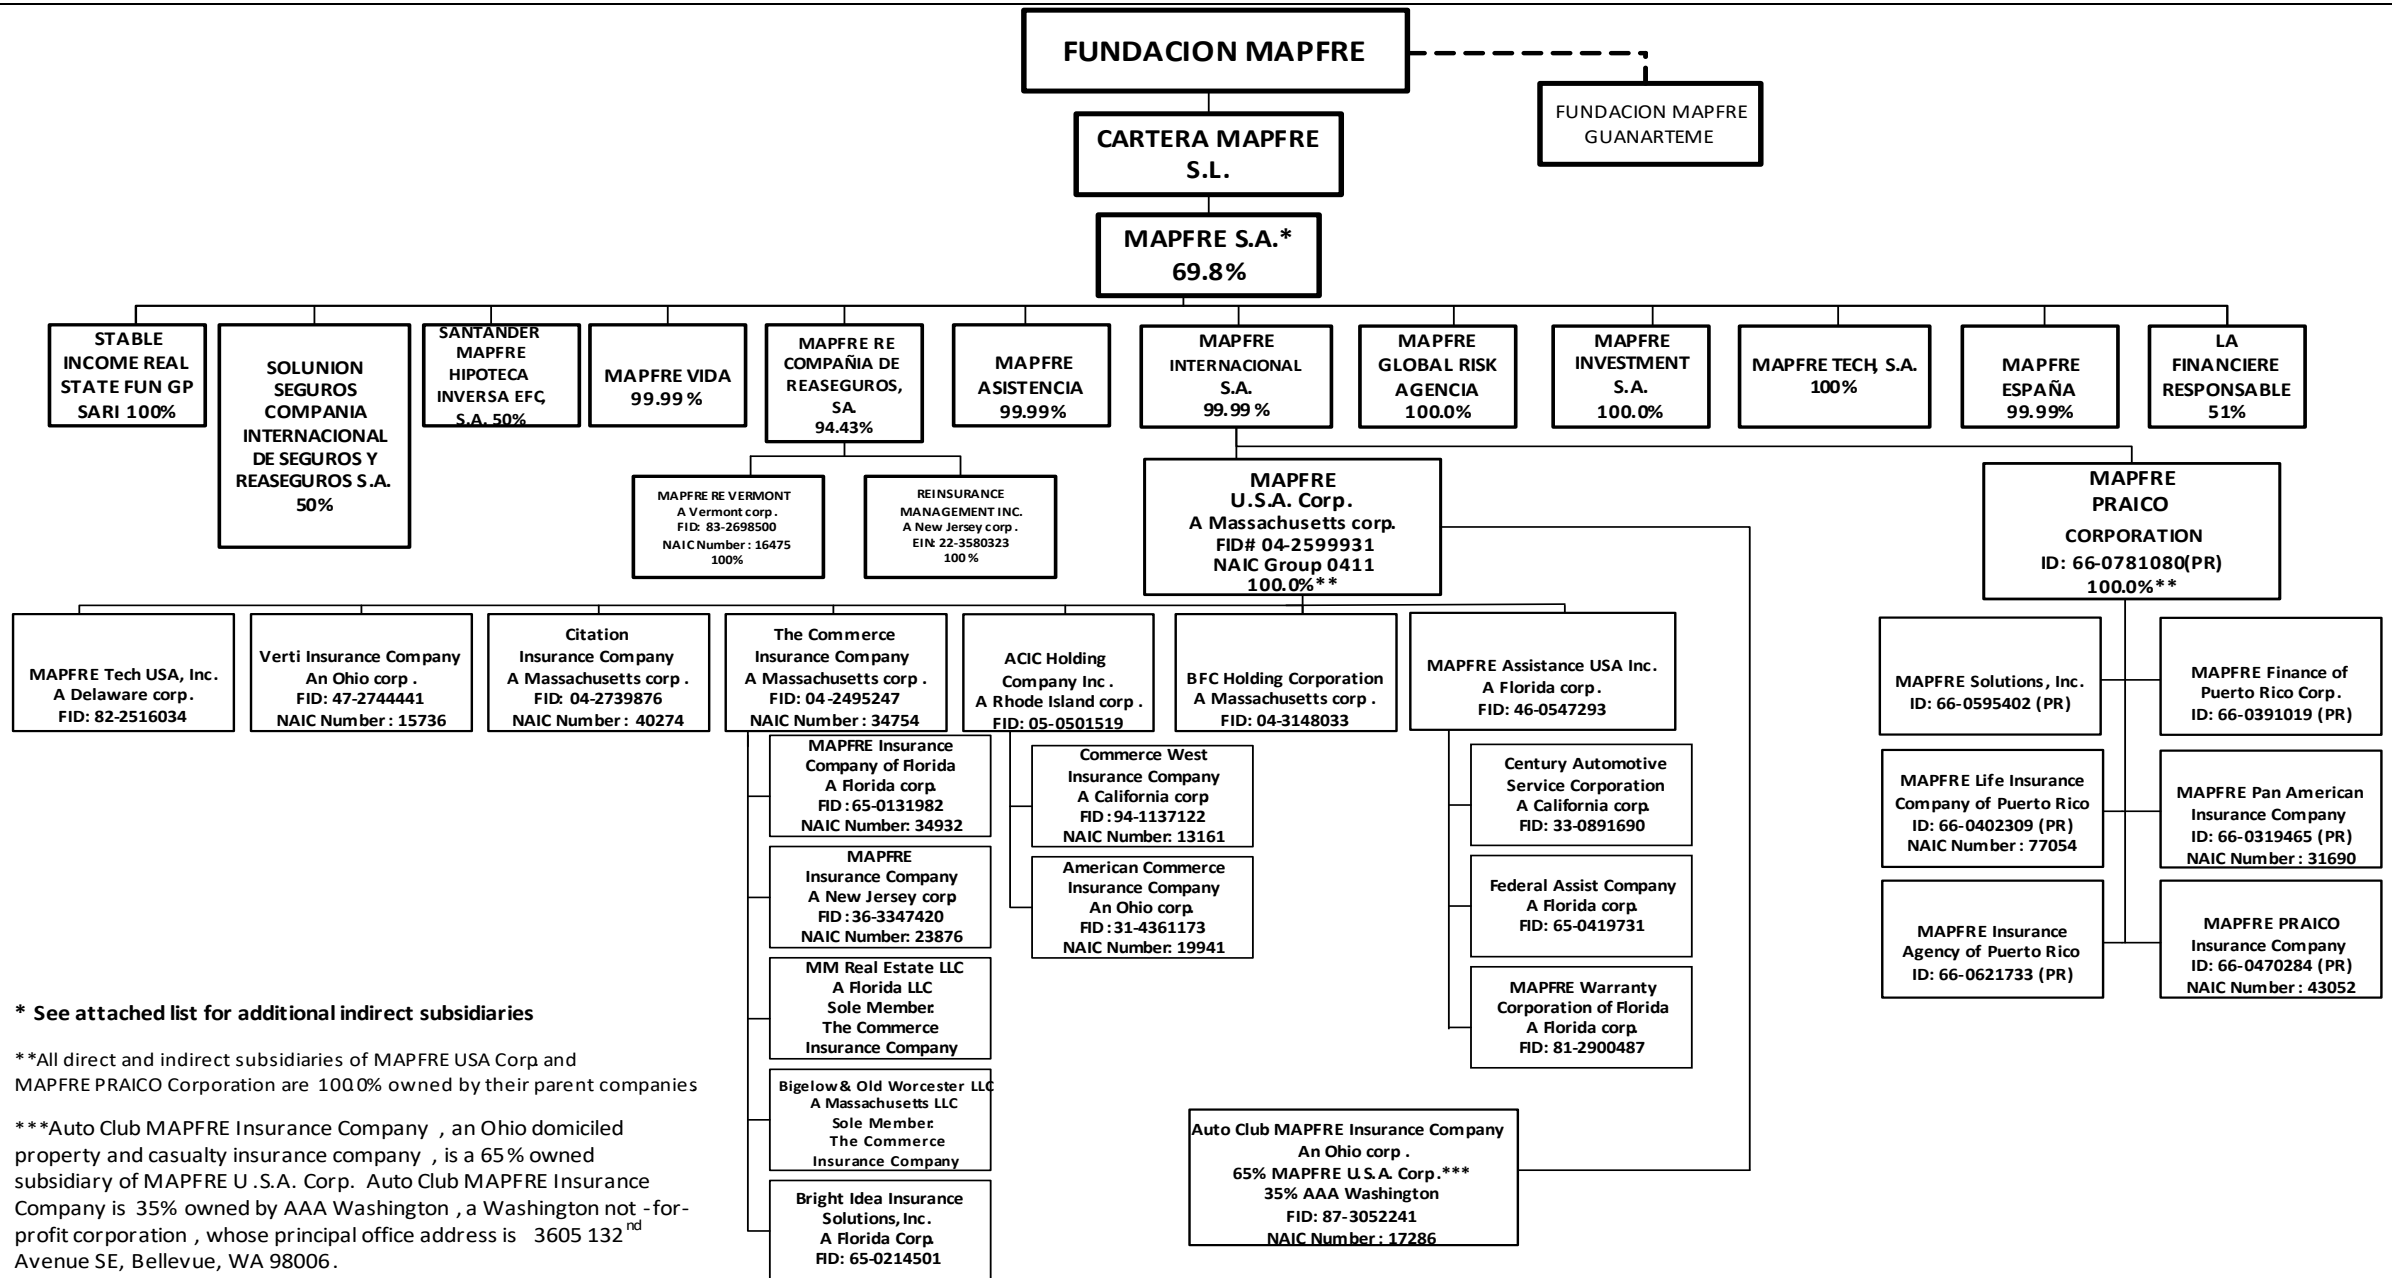 FUNDACION MAPFRE
FUNDACION MAPFRE
GUANARTEME
CARTERA MAPFRE
S.L.
MAPFRE S.A.*
69.8%
STABLE
INCOME REAL
STATE FUN GP
SARI 100%
SOLUNION
SEGUROS
COMPANIA
INTERNACIONAL
DE SEGUROS Y
REASEGUROS S.A.
50%
SANTANDER
MAPFRE
HIPOTECA
INVERSA EFC,
S.A. 50%
MAPFRE VIDA
99.99%
MAPFRE RE
COMPAÑIA DE
REASEGUROS,
SA.
94.43%
MAPFRE
ASISTENCIA
99.99%
MAPFRE
INTERNACIONAL
S.A.
99.99%
MAPFRE
GLOBAL RISK
AGENCIA
100.0%
MAPFRE
INVESTMENT
S.A.
100.0%
MAPFRE TECH, S.A.
100%
MAPFRE
ESPAÑA
99.99%
LA
FINANCIERE
RESPONSABLE
51%
MAPFRE RE VERMONT
A Vermont corp.
FID: 83-2698500
NAIC Number: 16475
100%
REINSURANCE
MANAGEMENT INC.
A New Jersey corp.
EIN: 22-3580323
100%
MAPFRE
U.S.A. Corp.
A Massachusetts corp.
FID# 04-2599931
NAIC Group 0411
100.0%**
MAPFRE
PRAICO
CORPORATION
ID: 66-0781080(PR)
100.0%**
MAPFRE Tech USA, Inc.
A Delaware corp.
FID: 82-2516034
Verti Insurance Company
An Ohio corp.
FID: 47-2744441
NAIC Number: 15736
Citation
Insurance Company
A Massachusetts corp.
FID: 04-2739876
NAIC Number: 40274
The Commerce
Insurance Company
A Massachusetts corp.
FID: 04-2495247
NAIC Number: 34754
ACIC Holding
Company Inc.
A Rhode Island corp.
FID: 05-0501519
BFC Holding Corporation
A Massachusetts corp.
FID: 04-3148033
MAPFRE Assistance USA Inc.
A Florida corp.
FID: 46-0547293
MAPFRE Insurance
Company of Florida
A Florida corp.
FID: 65-0131982
NAIC Number: 34932
MAPFRE
Insurance Company
A New Jersey corp
FID: 36-3347420
NAIC Number: 23876
MM Real Estate LLC
A Florida LLC
Sole Member:
The Commerce
Insurance Company
Bigelow & Old Worcester LLC
A Massachusetts LLC
Sole Member:
The Commerce
Insurance Company
Bright Idea Insurance
Solutions, Inc.
A Florida Corp.
FID: 65-0214501
Commerce West
Insurance Company
A California corp
FID: 94-1137122
NAIC Number: 13161
American Commerce
Insurance Company
An Ohio corp.
FID: 31-4361173
NAIC Number: 19941
Century Automotive
Service Corporation
A California corp.
FID: 33-0891690
Federal Assist Company
A Florida corp.
FID: 65-0419731
MAPFRE Warranty
Corporation of Florida
A Florida corp.
FID: 81-2900487
Auto Club MAPFRE Insurance Company
An Ohio corp.
65% MAPFRE U.S.A. Corp.***
35% AAA Washington
FID: 87-3052241
NAIC Number: 17286
MAPFRE Solutions, Inc.
ID: 66-0595402 (PR)
MAPFRE Finance of
Puerto Rico Corp.
ID: 66-0391019 (PR)
MAPFRE Life Insurance
Company of Puerto Rico
ID: 66-0402309 (PR)
NAIC Number: 77054
MAPFRE Pan American
Insurance Company
ID: 66-0319465 (PR)
NAIC Number: 31690
MAPFRE Insurance
Agency of Puerto Rico
ID: 66-0621733 (PR)
MAPFRE PRAICO
Insurance Company
ID: 66-0470284 (PR)
NAIC Number: 43052
* See attached list for additional indirect subsidiaries
**All direct and indirect subsidiaries of MAPFRE USA Corp. and
MAPFRE PRAICO Corporation are 100.0% owned by their parent companies
***Auto Club MAPFRE Insurance Company, an Ohio domiciled
property and casualty insurance company, is a 65% owned
subsidiary of MAPFRE U.S.A. Corp. Auto Club MAPFRE Insurance
Company is 35% owned by AAA Washington, a Washington not-for-
profit corporation, whose principal office address is 3605 132nd
Avenue SE, Bellevue, WA 98006.